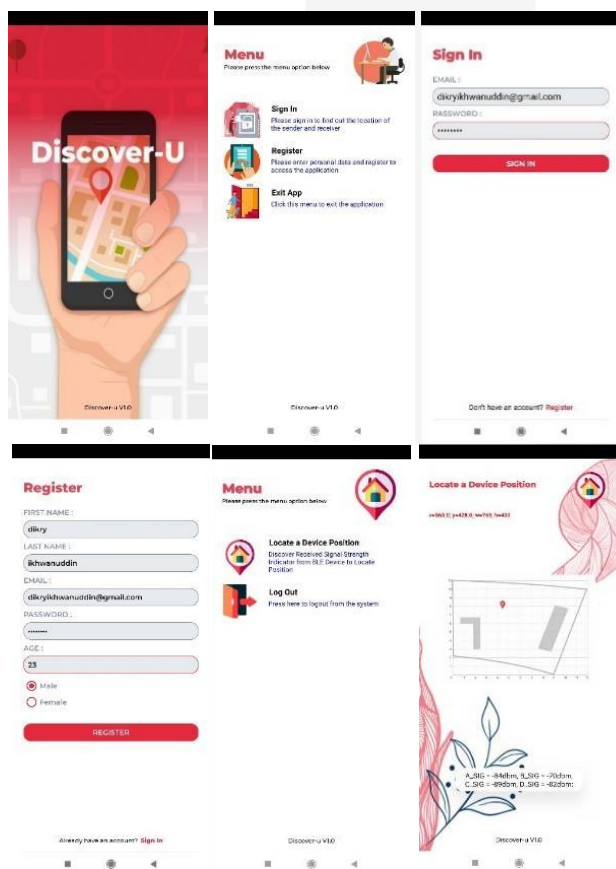 Discover-U
Discover-u V1.0
Menu
Please press the menu option below
Sign In
Please sign in to find out the location of
the sender and receiver
Register
Please enter personal data and register to
access the application
Exit App
Click this menu to exit the application
Discover-u V1.0
Sign In
EMAIL :
dikryikhwanuddin@gmail.com
PASSWORD :
********
SIGN IN
Don't have an account? Register
Register
FIRST NAME :
dikry
LAST NAME :
ikhwanuddin
EMAIL :
dikryikhwanuddin@gmail.com
PASSWORD :
********
AGE :
23
Male
Female
REGISTER
Already have an account? Sign In
Menu
Please press the menu option below
Locate a Device Position
Discover Received Signal Strength
Indicator from BLE Device to Locate
Position
Log Out
Press here to logout from the system
Discover-u V1.0
Locate a Device Position
A_SIG = -84dbm, B_SIG = -70dbm,
C_SIG = -89dbm, D_SIG = -82dbm;
Discover-u V1.0